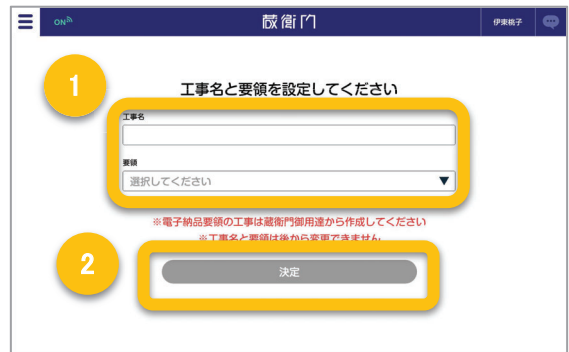 ON
蔵衛門
伊東桃子
1
工事名と要領を設定してください
工事名
要領
選択してください
※電子納品要領の工事は蔵衛門御用達から作成してください
※工事名と要領は後から変更できません
2
決定